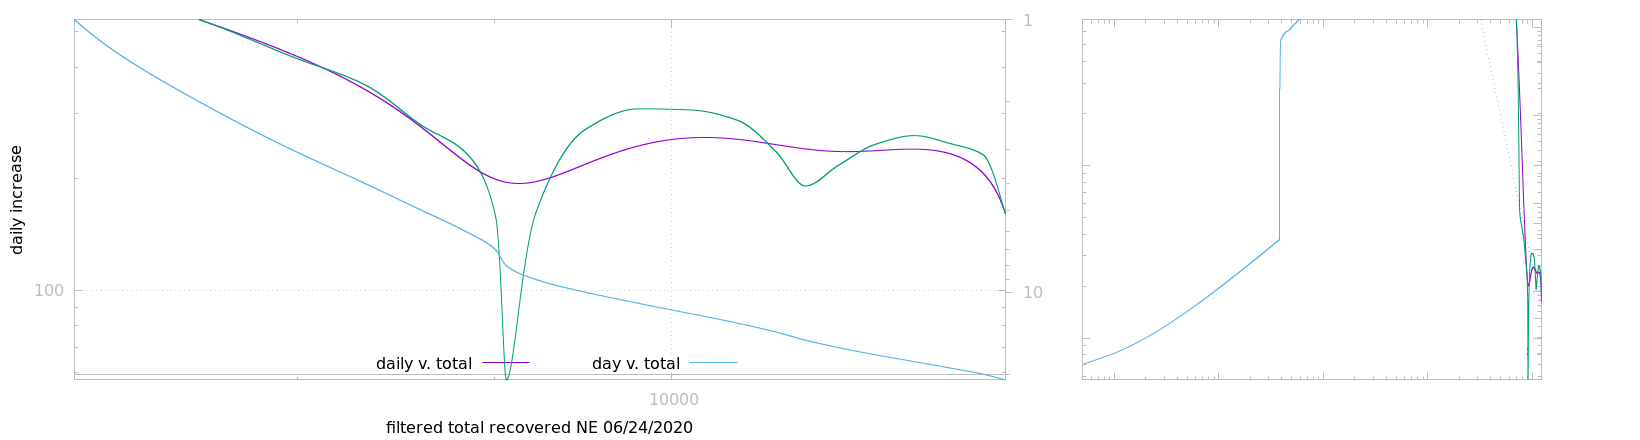 1
daily increase
100
10
daily v. total
day v. total
10000
filtered total recovered NE 06/24/2020